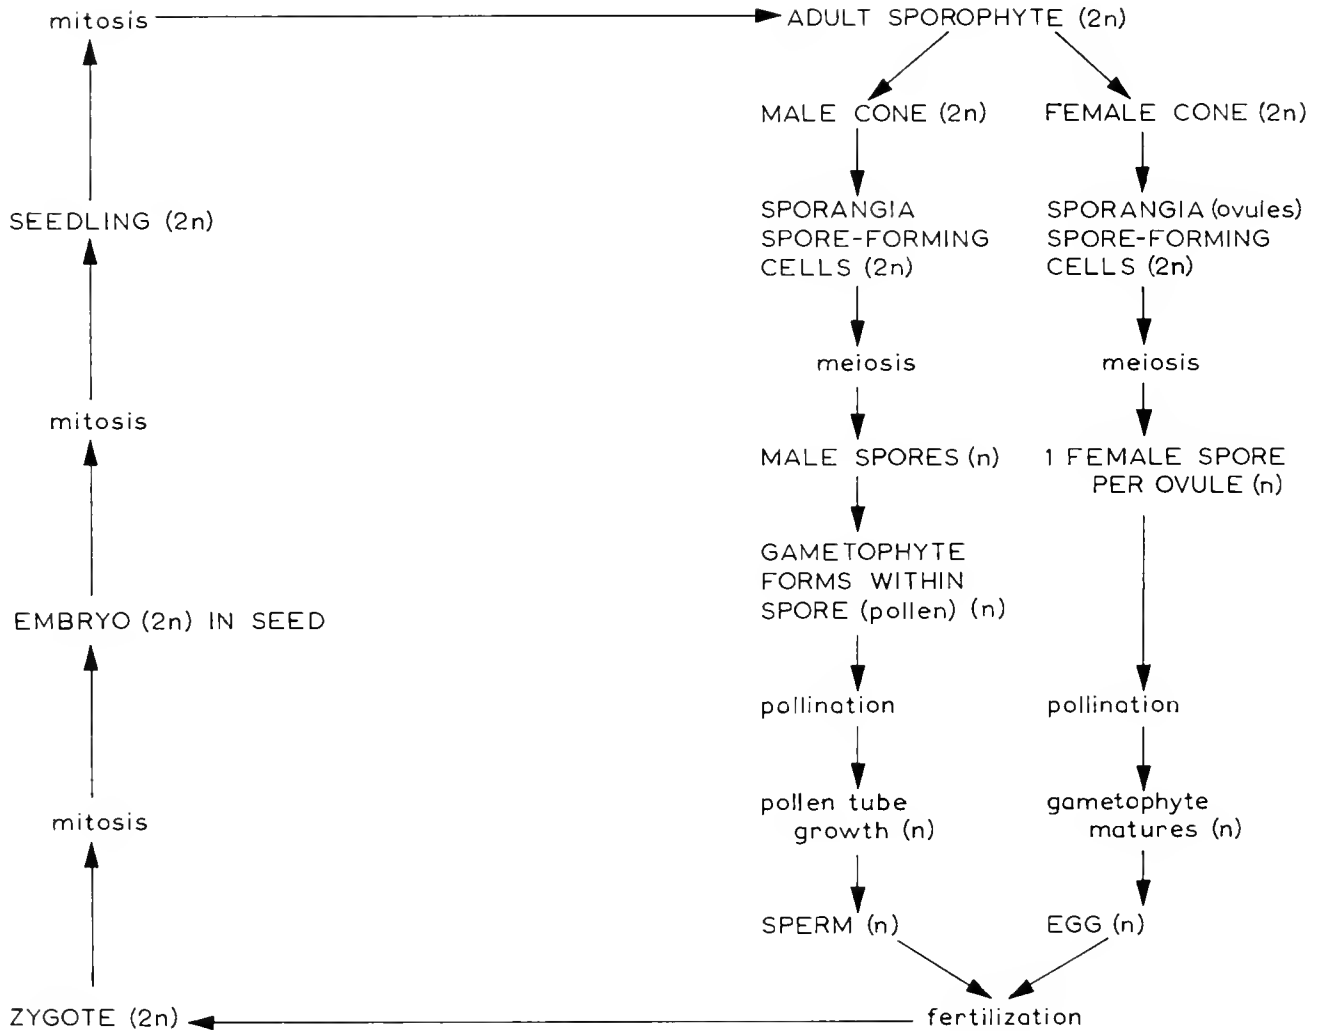 mitosis
ADULT SPOROPHYTE (2n)
MALE CONE (2n)
FEMALE CONE (2n)
SPORANGIA
SPORE-FORMING
CELLS (2n)
SPORANGIA (ovules)
SPORE-FORMING
CELLS (2n)
SEEDLING (2n)
meiosis
meiosis
mitosis
MALE SPORES (n)
1 FEMALE SPORE
PER OVULE (n)
GAMETOPHYTE
FORMS WITHIN
SPORE (pollen) (n)
EMBRYO (2n) IN SEED
pollination
pollination
pollen tube
growth (n)
gametophyte
matures (n)
mitosis
SPERM (n)
EGG (n)
ZYGOTE (2n)
fertilization